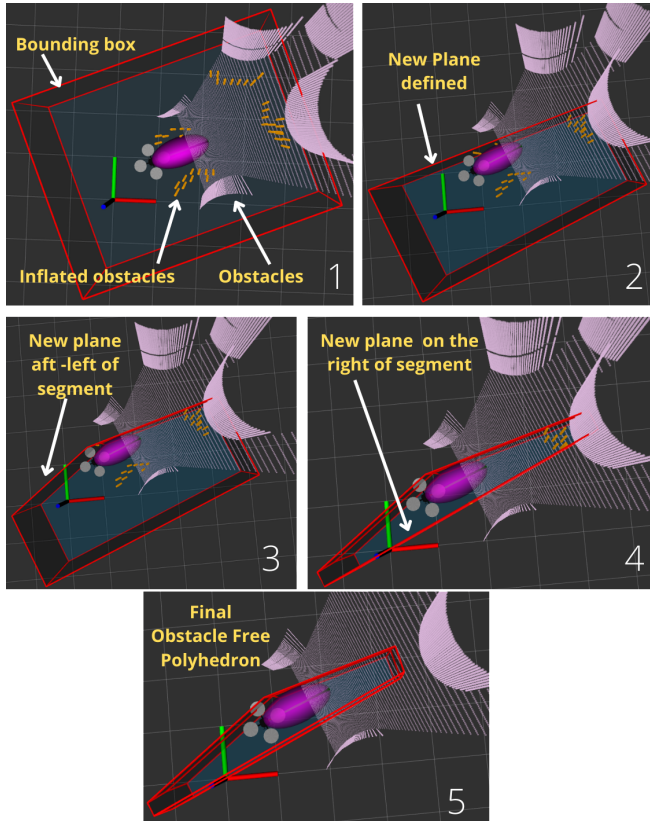 Bounding box
Inflated obstacles
Obstacles
1
New Plane
defined
2
New plane
aft -left of
segment
3
New plane on the
right of segment
4
Final
Obstacle Free
Polyhedron
5